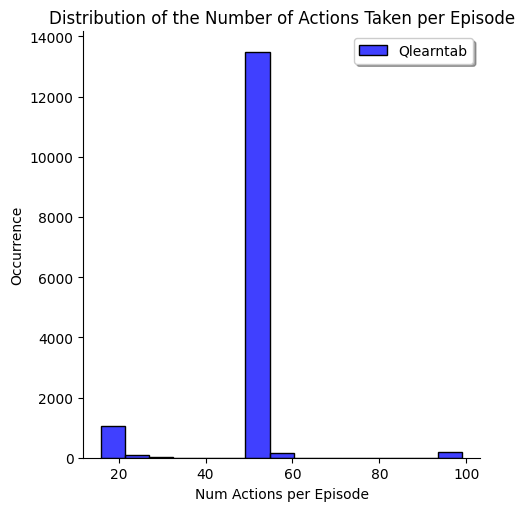 Distribution of the Number of Actions Taken per Episode
Qlearntab
14000
12000
10000
8000
6000
4000
2000
0
Occurrence
20 40 60 80 100
Num Actions per Episode